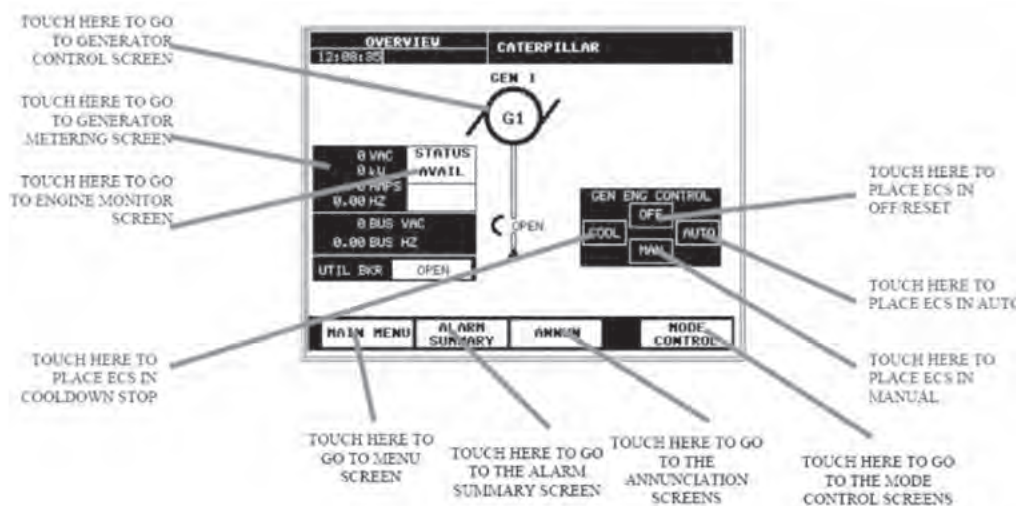 TOUCH HERE TO GO
TO GENERATOR
CONTROL SCREEN
TOUCH HERE TO GO
TO GENERATOR
METERING SCREEN
TOUCH HERE TO GO
TO ENGINE MONITOR
SCREEN
TOUCH HERE TO
PLACE ECS IN
COOLDOWN STOP
OVERVIEW
12:08:35
CATERPILLAR
GEN 1
G1
0 VAC
0 kW
0 AMPS
0.00 HZ
STATUS
AVAIL
0 BUS VAC
0.00 BUS HZ
UTIL BKR OPEN
OPEN
GEN ENG CONTROL
OFF
COOL
AUTO
MAN
MAIN MENU
ALARM
SUMMARY
ANNUN
MODE
CONTROL
TOUCH HERE TO
PLACE ECS IN
OFF/RESET
TOUCH HERE TO
PLACE ECS IN AUTO
TOUCH HERE TO
PLACE ECS IN
MANUAL
TOUCH HERE TO
GO TO MENU
SCREEN
TOUCH HERE TO GO
TO THE ALARM
SUMMARY SCREEN
TOUCH HERE TO GO
TO THE
ANNUNCIATION
SCREENS
TOUCH HERE TO GO
TO THE MODE
CONTROL SCREENS